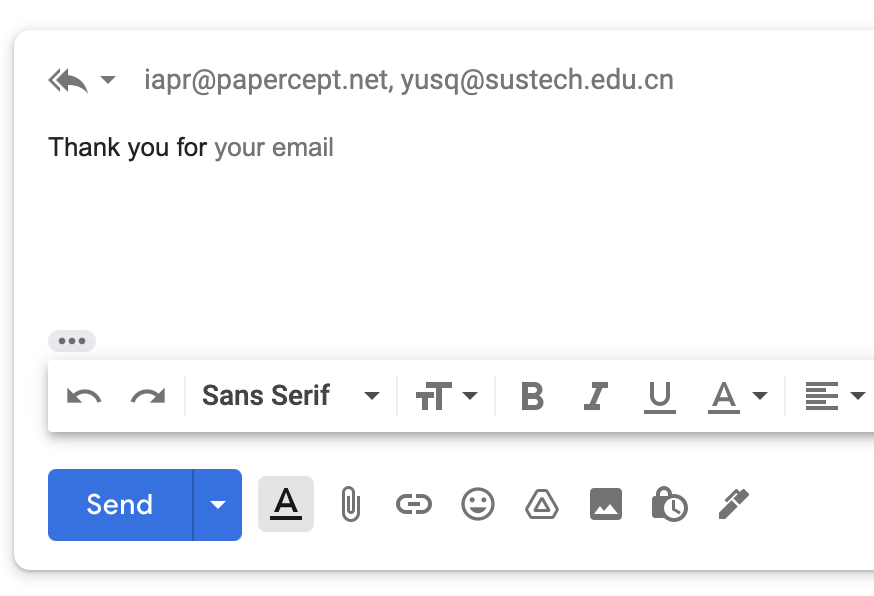 iapr@papercept.net, yusq@sustech.edu.cn
Thank you for your email
Sans Serif
B I U A
Send A